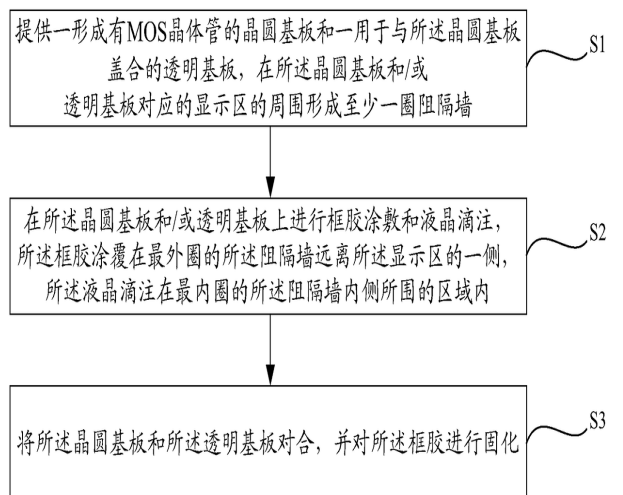 提供一形成有MOS晶体管的晶圆基板和一用于与所述晶圆基板
盖合的透明基板，在所述晶圆基板和/或
透明基板对应的显示区的周围形成至少一圈阻隔墙
S1
在所述晶圆基板和/或透明基板上进行框胶涂敷和液晶滴注，
所述框胶涂覆在最外圈的所述阻隔墙远离所述显示区的一侧，
所述液晶滴注在最内圈的所述阻隔墙内侧所围的区域内
S2
将所述晶圆基板和所述透明基板对合，并对所述框胶进行固化
S3